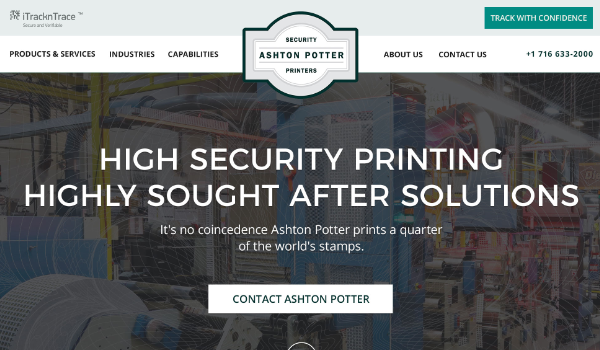 iTracknTrace ™
Secure and Verifiable
TRACK WITH CONFIDENCE
PRODUCTS & SERVICES
INDUSTRIES
CAPABILITIES
SECURITY
ASHTON POTTER
PRINTERS
ABOUT US
CONTACT US
+1 716 633-2000
HIGH SECURITY PRINTING
HIGHLY SOUGHT AFTER SOLUTIONS
It's no coincedence Ashton Potter prints a quarter
of the world's stamps.
CONTACT ASHTON POTTER